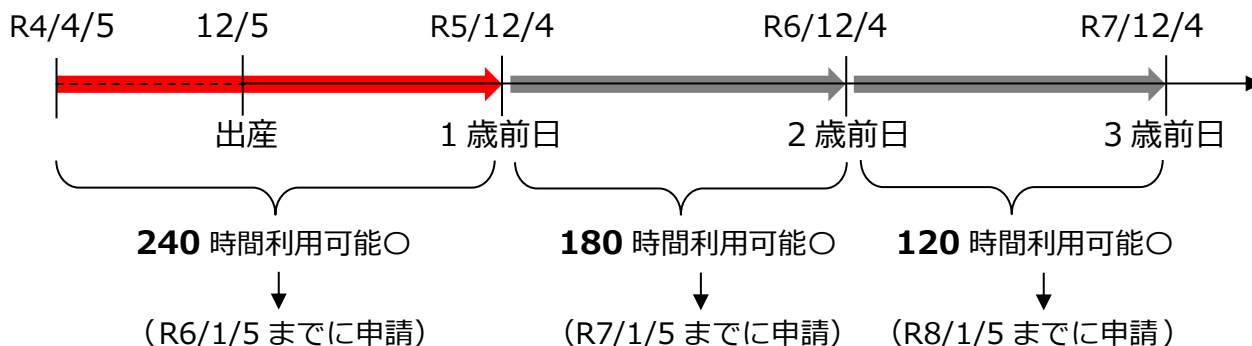 R4/4/5 12/5 R5/12/4 R6/12/4 R7/12/4
出産 1 歳前日 2 歳前日 3 歳前日
240 時間利用可能〇 180 時間利用可能〇 120 時間利用可能〇
（R6/1/5 までに申請） （R7/1/5 までに申請） （R8/1/5 までに申請）